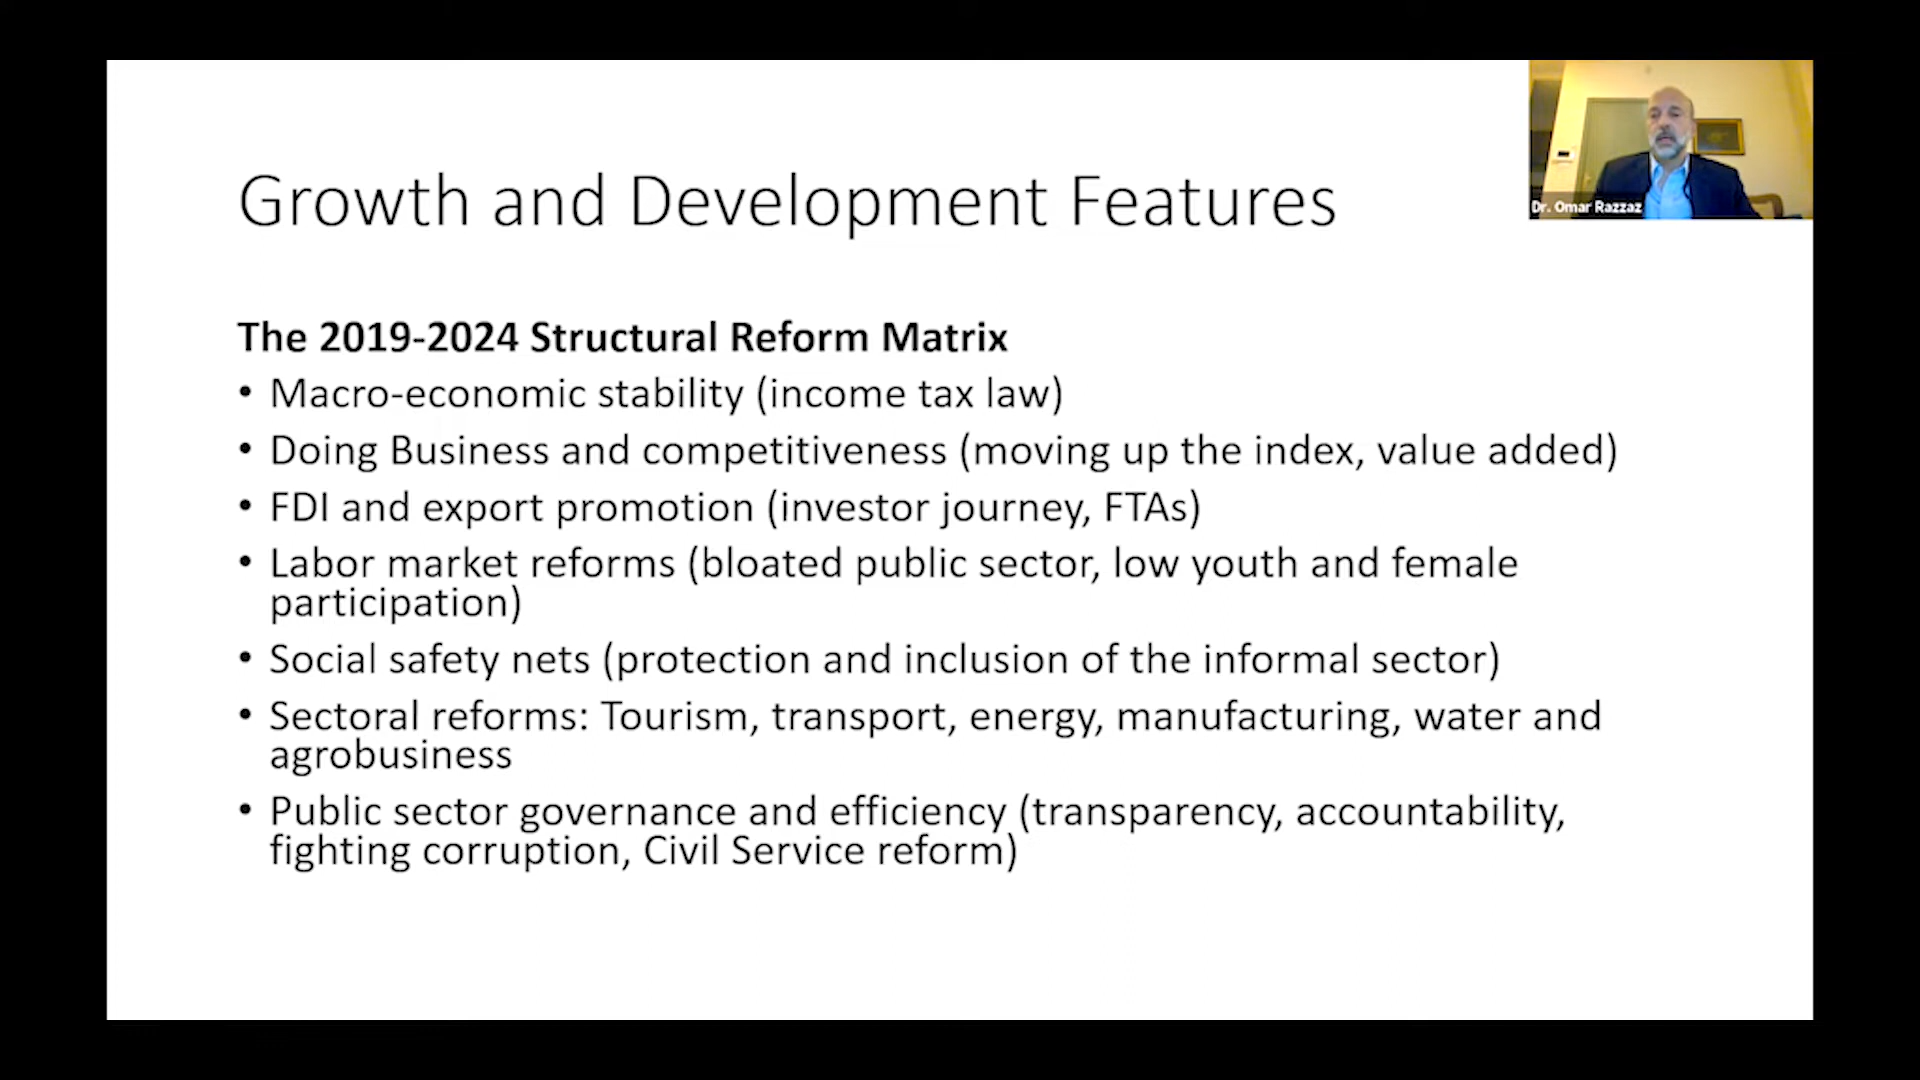 Growth and Development Features
Dr. Omar Razzaz
The 2019-2024 Structural Reform Matrix
• Macro-economic stability (income tax law)
• Doing Business and competitiveness (moving up the index, value added)
• FDI and export promotion (investor journey, FTAs)
• Labor market reforms (bloated public sector, low youth and female
participation)
• Social safety nets (protection and inclusion of the informal sector)
• Sectoral reforms: Tourism, transport, energy, manufacturing, water and
agrobusiness
• Public sector governance and efficiency (transparency, accountability,
fighting corruption, Civil Service reform)